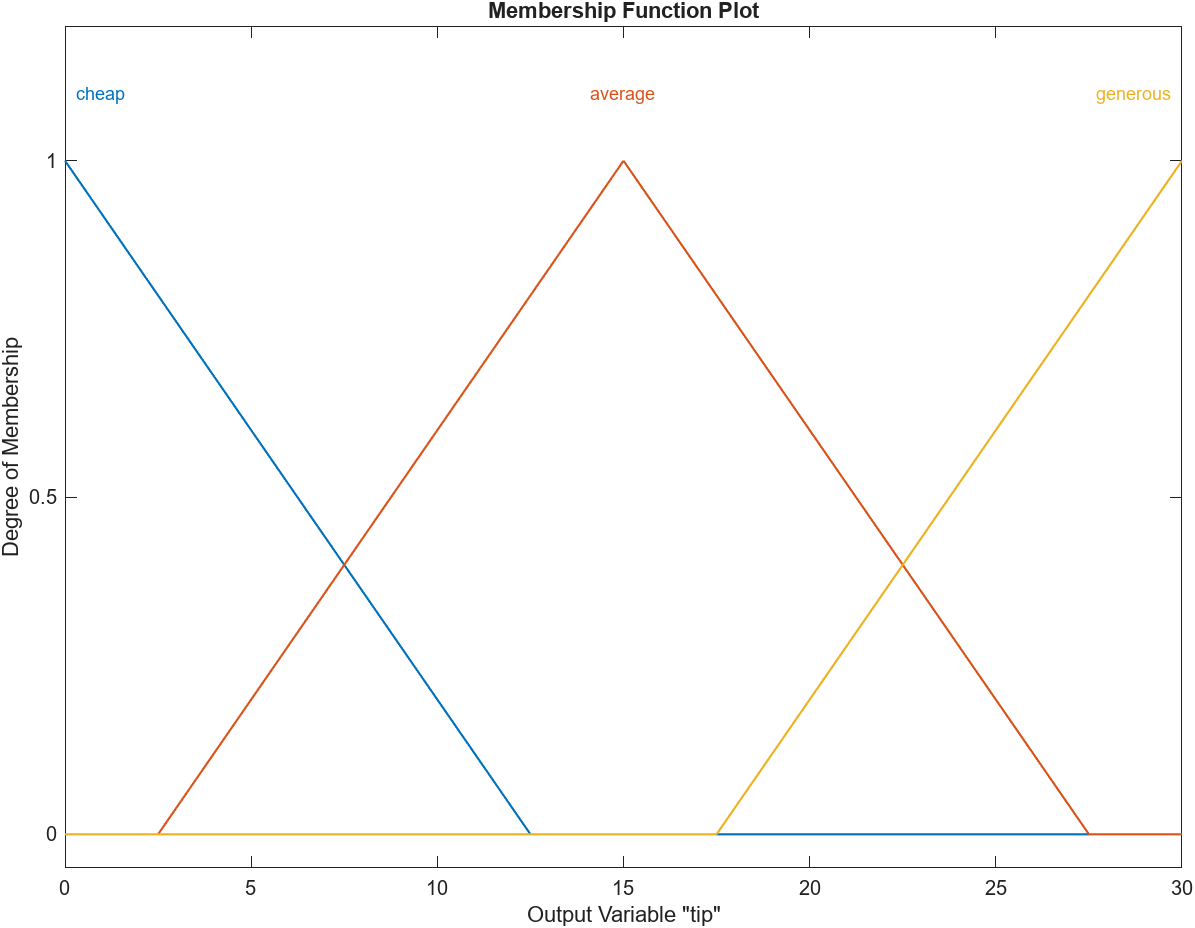 Membership Function Plot
cheap average generous
1
0.5
0
Degree of Membership
0 5 10 15 20 25 30
Output Variable "tip"